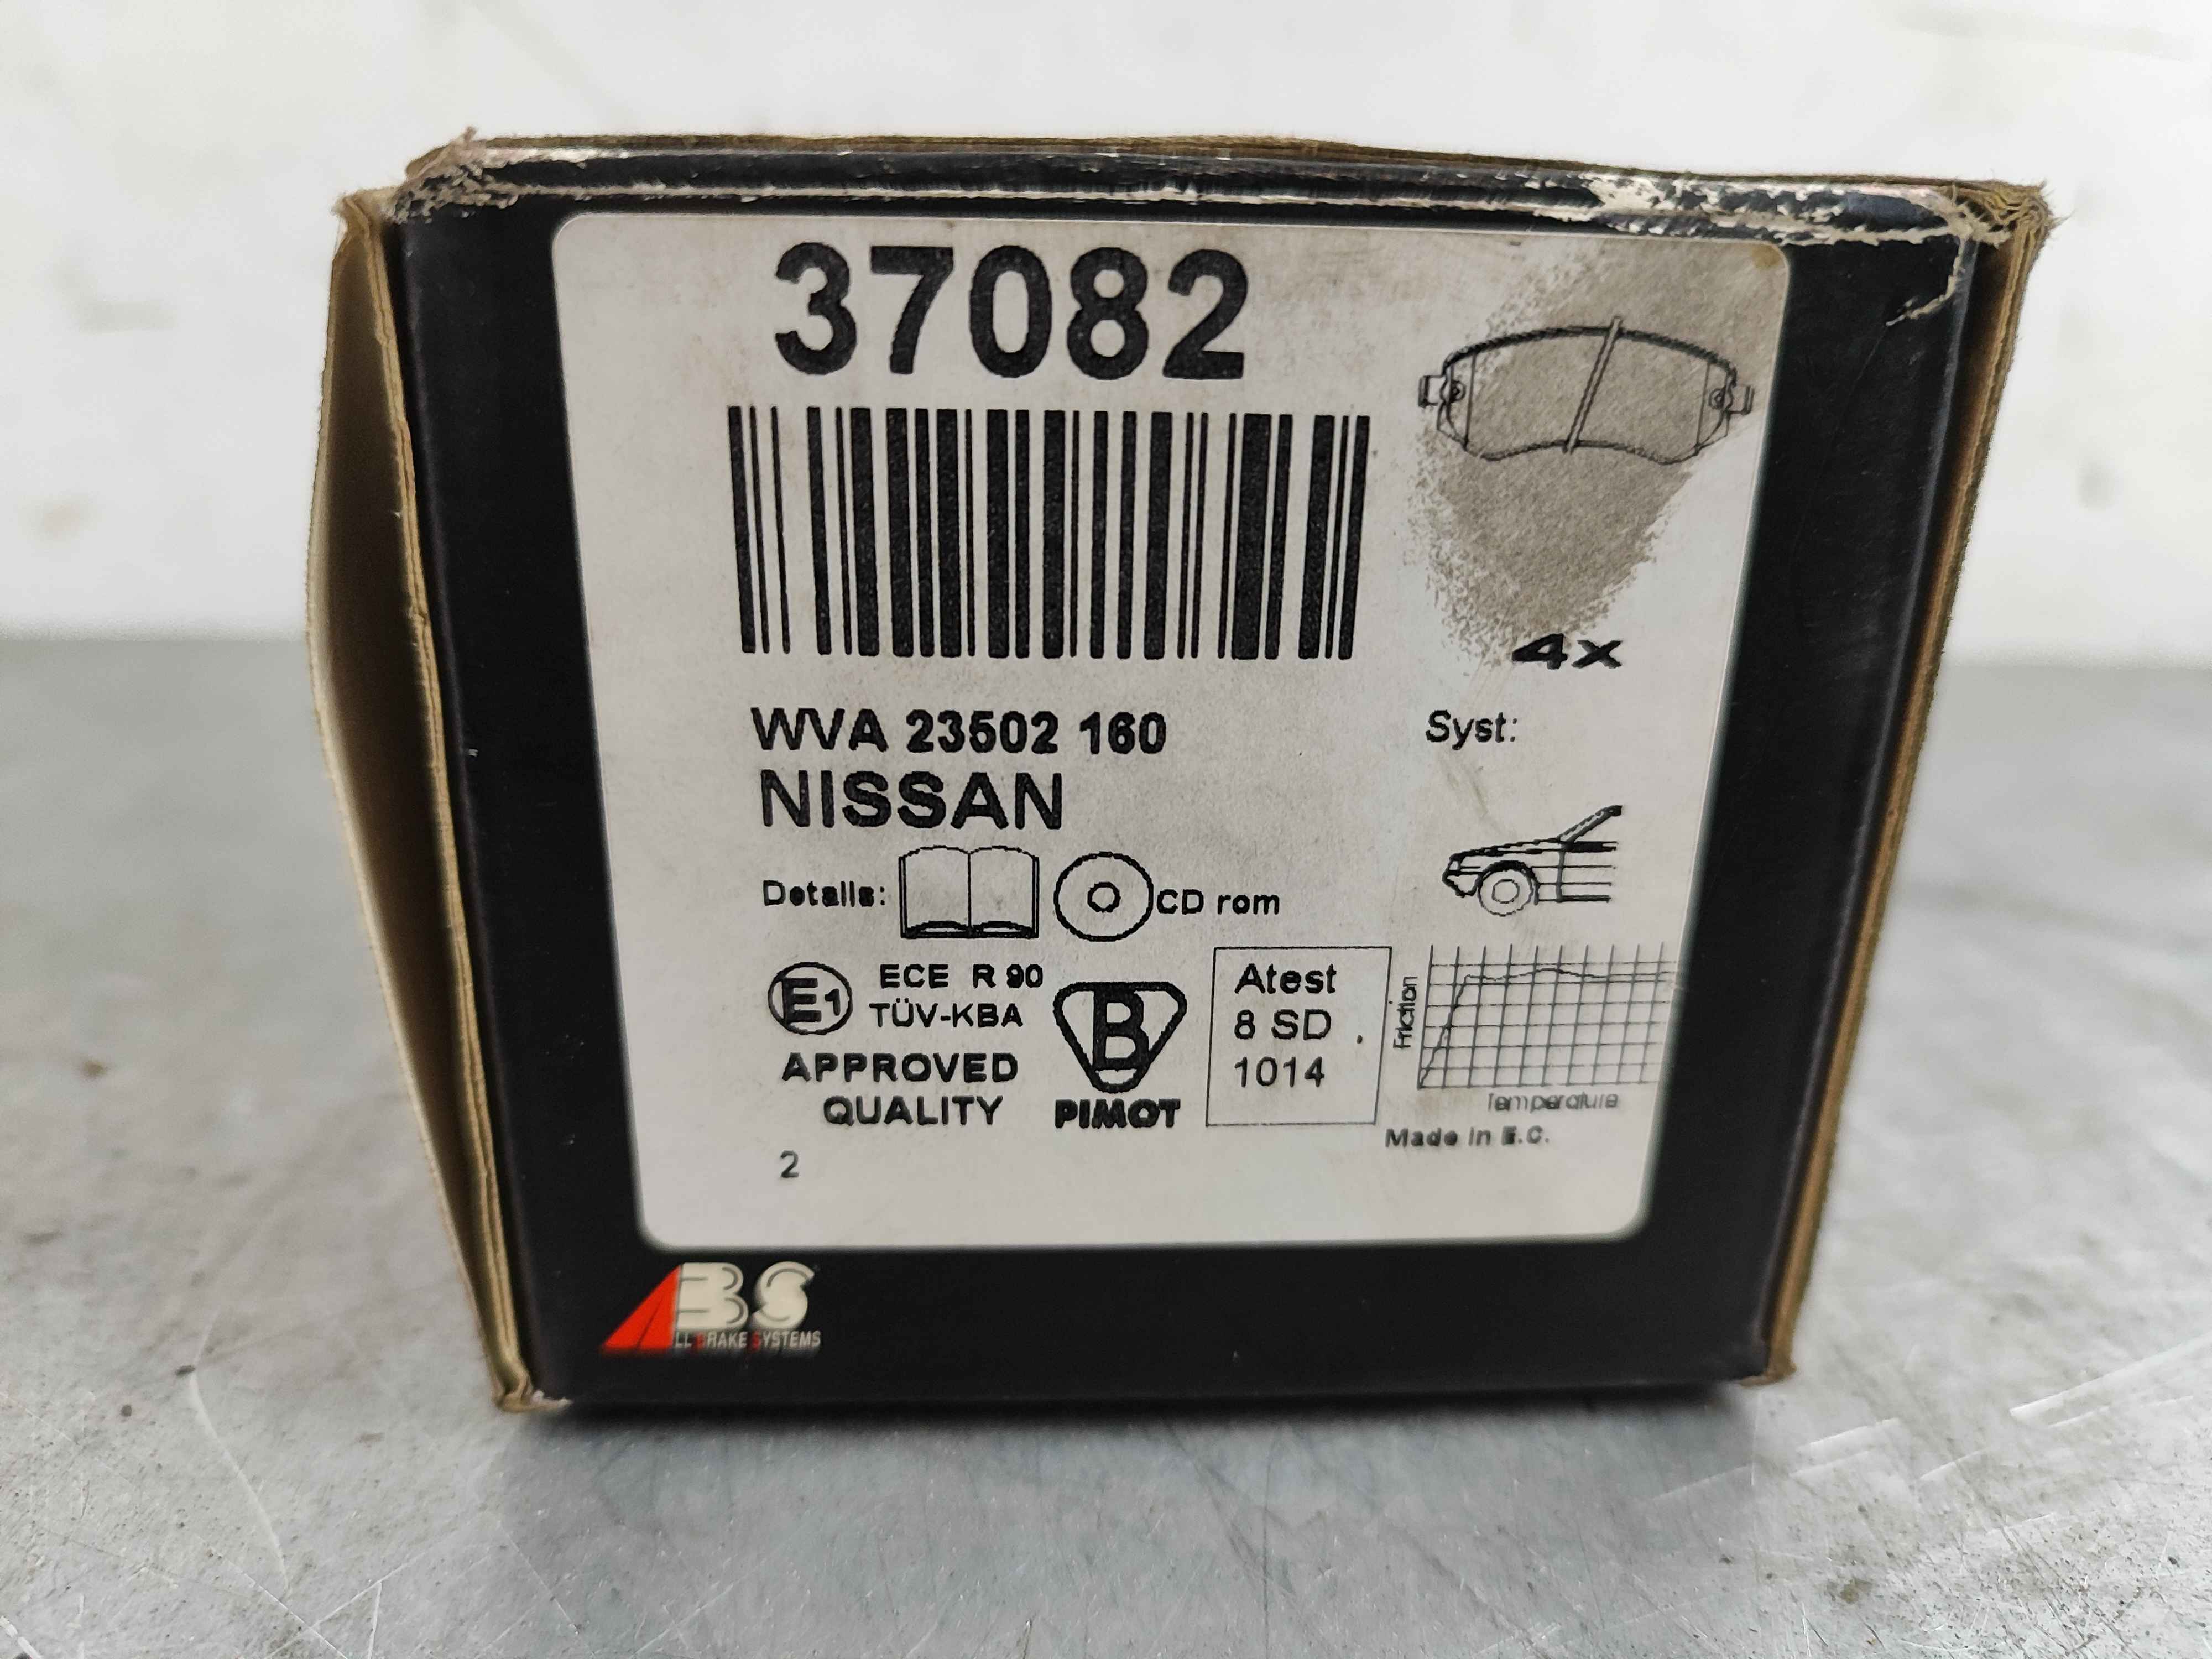 37082
4x
WVA 23502 160
Syst:
NISSAN
Details:
CD rom
E1
ECE R 90
TÜV-KBA
APPROVED
QUALITY
B
PIMOT
Atest
8 SD
1014
Friction
Temperature
Made in E.C.
2
ABS
ALL BRAKE SYSTEMS